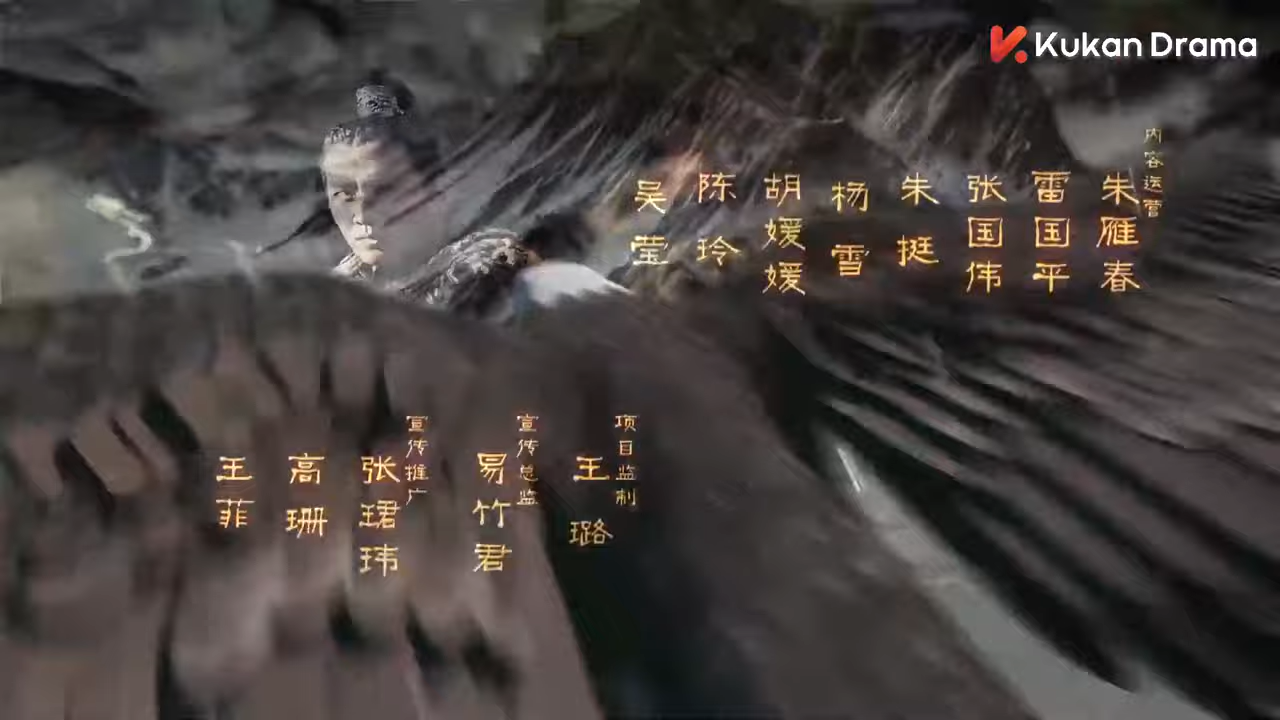 Kukan Drama
内容运营
朱雁春
雷国平
张国伟
朱挺
杨雪
胡媛媛
陈玲
吴莹
项目监制
王璐
宣传总监
易竹君
宣传推广
张珺玮
高珊
王菲